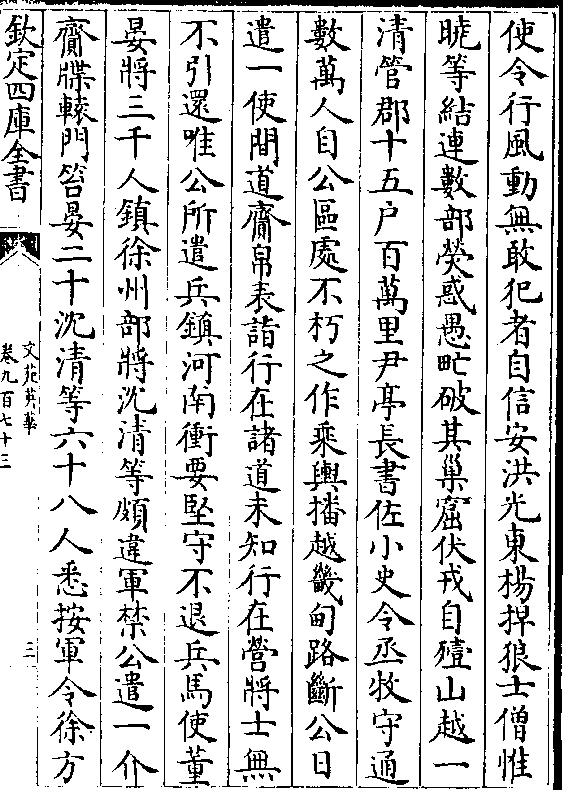 使令行風動無敢犯者自信安洪光東楊捍狼士僧惟
曉等結連數部熒惑愚甿破其巢窟伏戎自殪山越一
清管郡十五户百萬里尹亭長書佐小史令丞牧守通
數萬人自公區處不朽之作乘輿播越畿甸路斷公日
遣一使間道齎帛表詣行在諸道未知行在營將士無
不引還唯公所遣兵鎮河南衝要堅守不退兵馬使董
晏將三千人鎮徐州部將沈清等頗違軍禁公遣一介
齎牒轅門笞晏二十沈清等六十八人悉按軍令徐方
欽定四庫全書
文苑英華
卷九百七十三
三